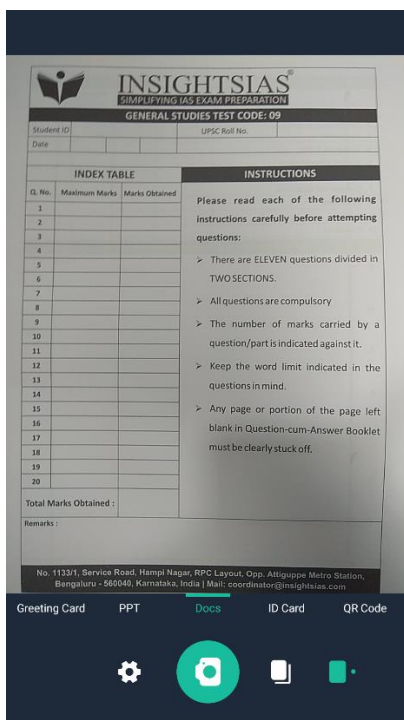 INSIGHTSIAS®
SIMPLIFYING IAS EXAM PREPARATION
GENERAL STUDIES TEST CODE: 09
Student ID
UPSC Roll No.
Date
INDEX TABLE
Q. No. Maximum Marks Marks Obtained
1
2
3
4
5
6
7
8
9
10
11
12
13
14
15
16
17
18
19
20
Total Marks Obtained :
INSTRUCTIONS
Please read each of the following
instructions carefully before attempting
questions:
➢ There are ELEVEN questions divided in
TWO SECTIONS.
➢ All questions are compulsory
➢ The number of marks carried by a
question/part is indicated against it.
➢ Keep the word limit indicated in the
questions in mind.
➢ Any page or portion of the page left
blank in Question-cum-Answer Booklet
must be clearly stuck off.
Remarks :
No. 1133/1, Service Road, Hampi Nagar, RPC Layout, Opp. Attiguppe Metro Station,
Bengaluru - 560040, Karnataka, India | Mail: coordinator@insightsias.com
Greeting Card PPT Docs ID Card QR Code